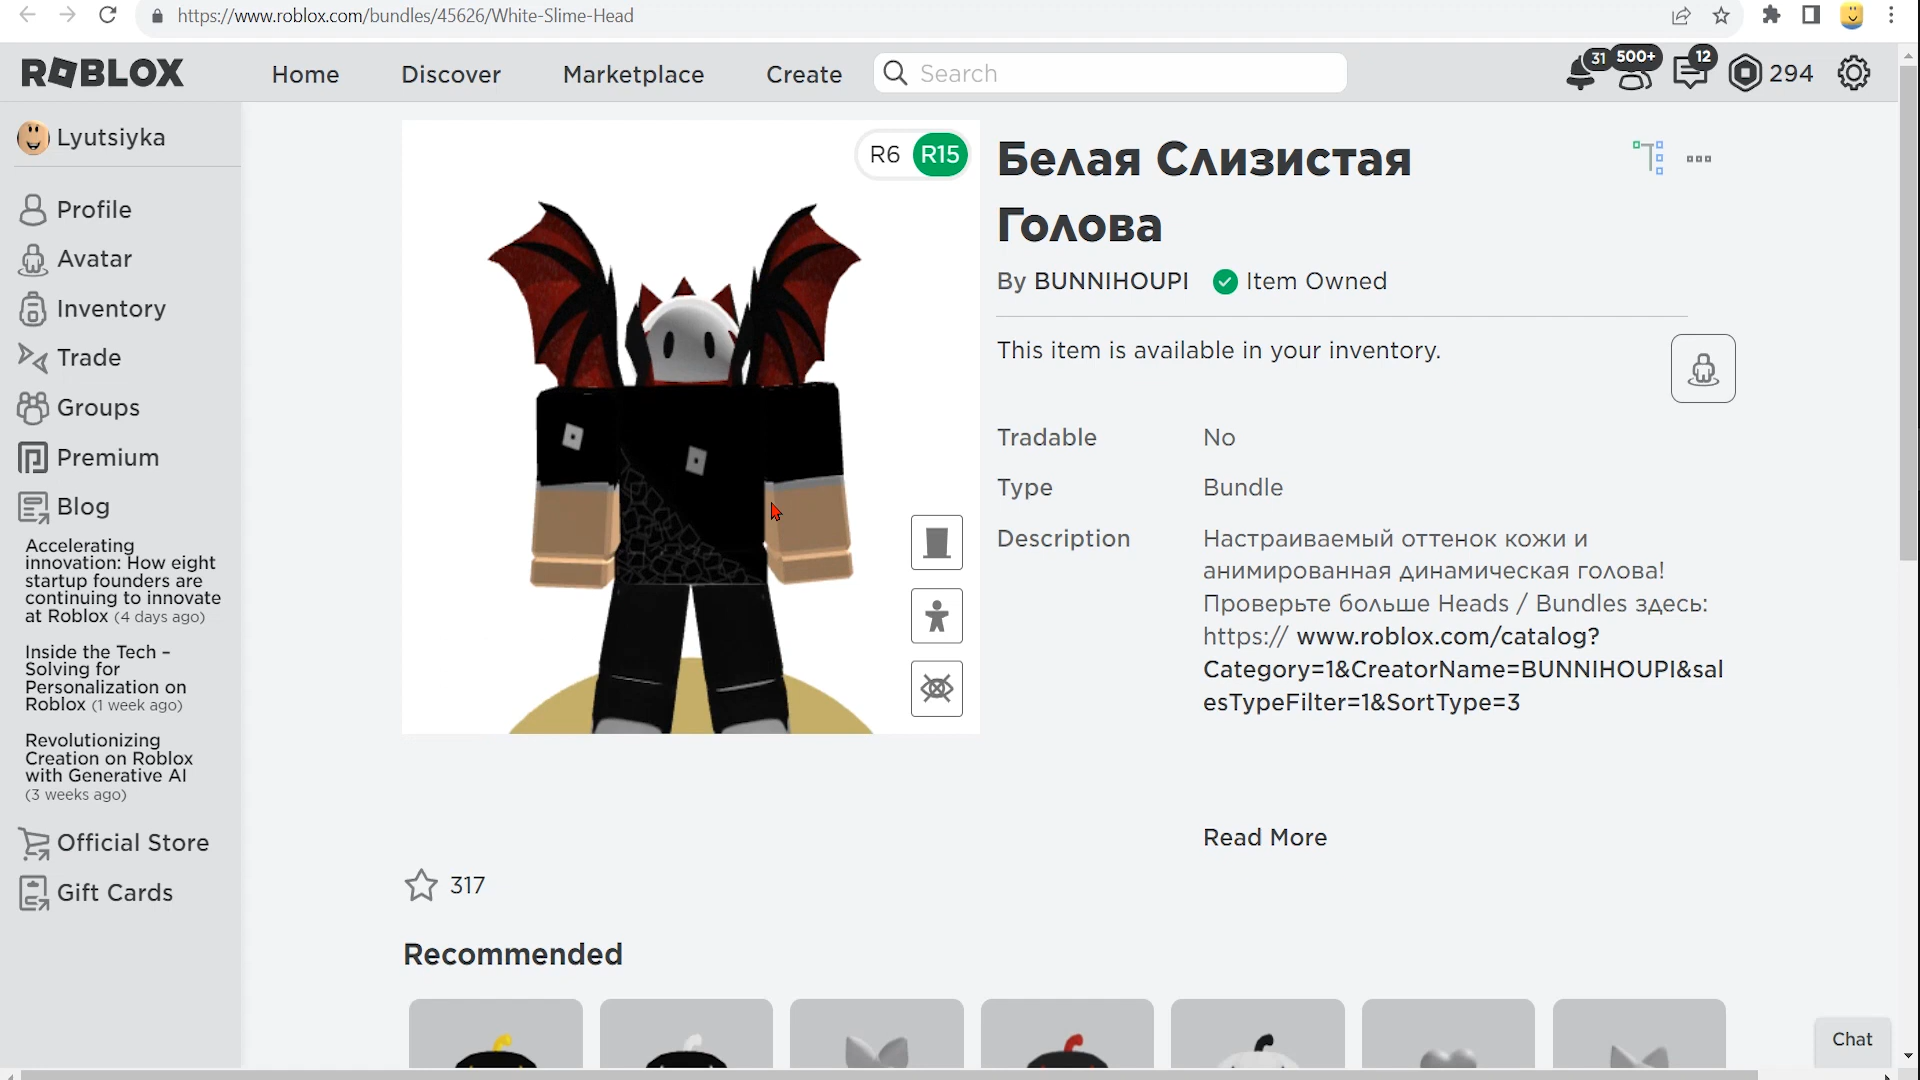 https://www.roblox.com/bundles/45626/White-Slime-Head
ROBLOX
Home
Discover
Marketplace
Create
Search
31
500+
12
294
Lyutsiyka
Profile
Avatar
Inventory
Trade
Groups
Premium
Blog
Accelerating
innovation: How eight
startup founders are
continuing to innovate
at Roblox (4 days ago)
Inside the Tech –
Solving for
Personalization on
Roblox (1 week ago)
Revolutionizing
Creation on Roblox
with Generative AI
(3 weeks ago)
Official Store
Gift Cards
R6
R15
Белая Слизистая
Голова
By BUNNIHOUPI
Item Owned
This item is available in your inventory.
Tradable
No
Type
Bundle
Description
Настраиваемый оттенок кожи и
анимированная динамическая голова!
Проверьте больше Heads / Bundles здесь:
https:// www.roblox.com/catalog?
Category=1&CreatorName=BUNNIHOUPI&sal
esTypeFilter=1&SortType=3
Read More
317
Recommended
Chat